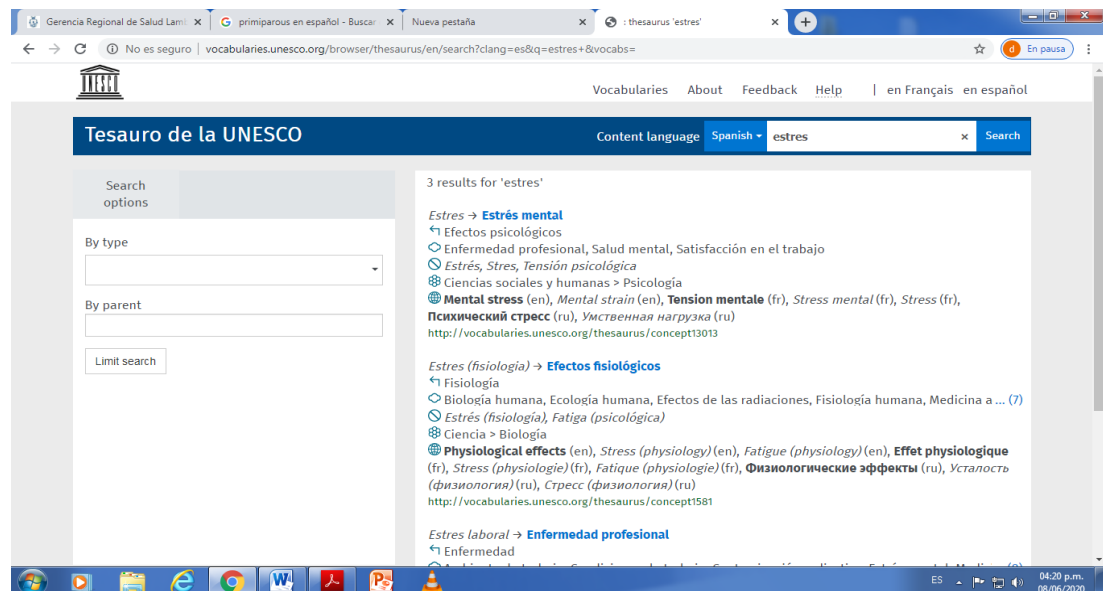 Gerencia Regional de Salud Lam
primiparous en español - Buscar
Nueva pestaña
: thesaurus 'estres'
No es seguro | vocabularies.unesco.org/browser/thesaurus/en/search?clang=es&q=estres+&vocabs=
d En pausa
UNESCO
Vocabularies About Feedback Help | en Français en español
Tesauro de la UNESCO
Content language Spanish estres × Search
Search options
By type
By parent
Limit search
3 results for 'estres'
Estres → Estrés mental
Efectos psicológicos
Enfermedad profesional, Salud mental, Satisfacción en el trabajo
Estrés, Stres, Tensión psicológica
Ciencias sociales y humanas > Psicología
Mental stress (en), Mental strain (en), Tension mentale (fr), Stress mental (fr), Stress (fr),
Психический стресс (ru), Умственная нагрузка (ru)
http://vocabularies.unesco.org/thesaurus/concept13013
Estres (fisiologia) → Efectos fisiológicos
Fisiología
Biología humana, Ecología humana, Efectos de las radiaciones, Fisiología humana, Medicina a ... (7)
Estrés (fisiología), Fatiga (psicológica)
Ciencia > Biología
Physiological effects (en), Stress (physiology) (en), Fatigue (physiology) (en), Effet physiologique
(fr), Stress (physiologie) (fr), Fatique (physiologie) (fr), Физиологические эффекты (ru), Усталость
(физиология) (ru), Стресс (физиология) (ru)
http://vocabularies.unesco.org/thesaurus/concept1581
Estres laboral → Enfermedad profesional
Enfermedad
ES
04:20 p.m.
08/06/2020